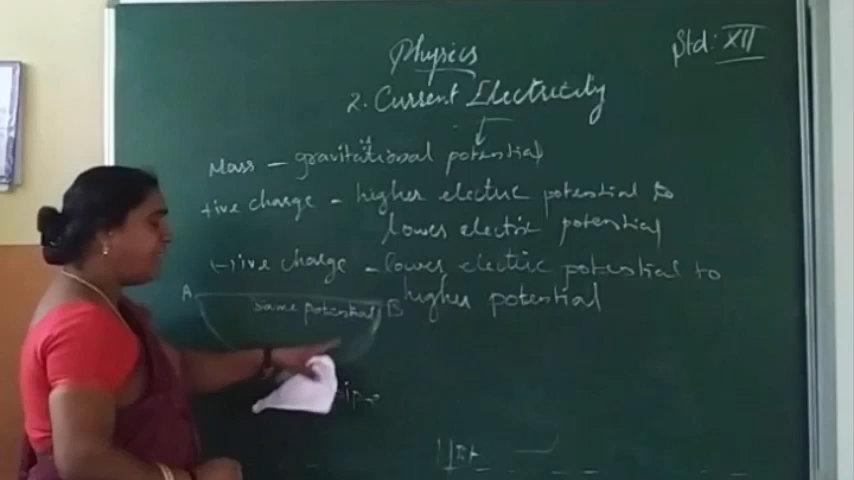 Physics
Std: XII
2. Current Electricity
Mass - gravitational potential
+ive charge - higher electric potential to
lower electric potential
(-)ive charge - lower electric potential to
higher potential
A same potential B